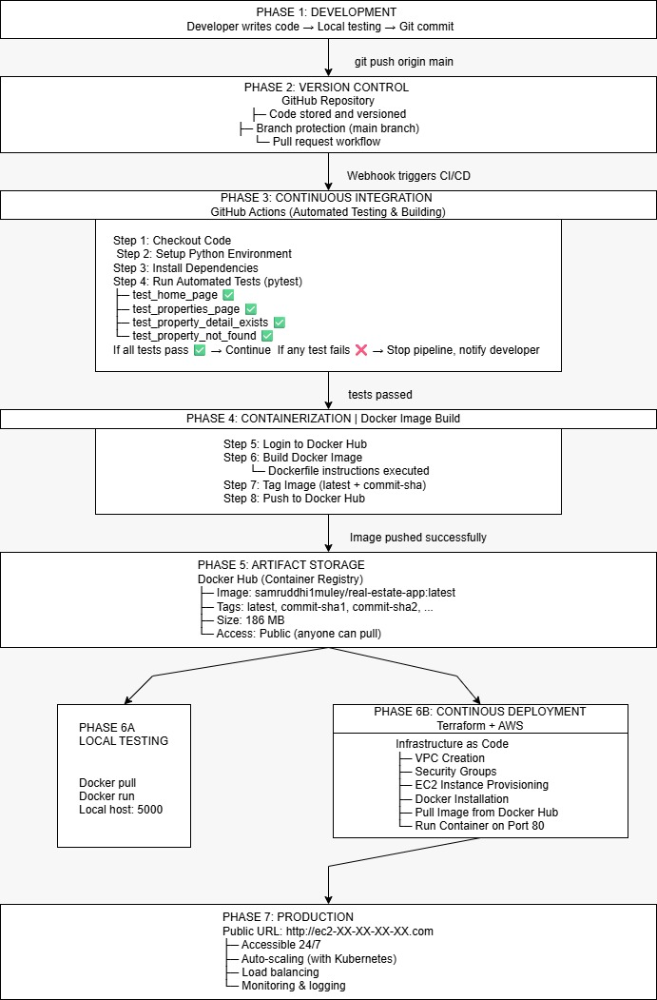 PHASE 1: DEVELOPMENT
Developer writes code → Local testing → Git commit
git push origin main
PHASE 2: VERSION CONTROL
GitHub Repository
├─ Code stored and versioned
├─ Branch protection (main branch)
└─ Pull request workflow
Webhook triggers CI/CD
PHASE 3: CONTINUOUS INTEGRATION
GitHub Actions (Automated Testing & Building)
Step 1: Checkout Code
Step 2: Setup Python Environment
Step 3: Install Dependencies
Step 4: Run Automated Tests (pytest)
├─ test_home_page ✅
├─ test_properties_page ✅
├─ test_property_detail_exists ✅
└─ test_property_not_found ✅
If all tests pass ✅ → Continue If any test fails ❌ → Stop pipeline, notify developer
tests passed
PHASE 4: CONTAINERIZATION | Docker Image Build
Step 5: Login to Docker Hub
Step 6: Build Docker Image
└─ Dockerfile instructions executed
Step 7: Tag Image (latest + commit-sha)
Step 8: Push to Docker Hub
Image pushed successfully
PHASE 5: ARTIFACT STORAGE
Docker Hub (Container Registry)
├─ Image: samruddhi1muley/real-estate-app:latest
├─ Tags: latest, commit-sha1, commit-sha2, ...
├─ Size: 186 MB
└─ Access: Public (anyone can pull)
PHASE 6A
LOCAL TESTING
Docker pull
Docker run
Local host: 5000
PHASE 6B: CONTINOUS DEPLOYMENT
Terraform + AWS
Infrastructure as Code
├─ VPC Creation
├─ Security Groups
├─ EC2 Instance Provisioning
├─ Docker Installation
├─ Pull Image from Docker Hub
└─ Run Container on Port 80
PHASE 7: PRODUCTION
Public URL: http://ec2-XX-XX-XX-XX.com
├─ Accessible 24/7
├─ Auto-scaling (with Kubernetes)
├─ Load balancing
└─ Monitoring & logging